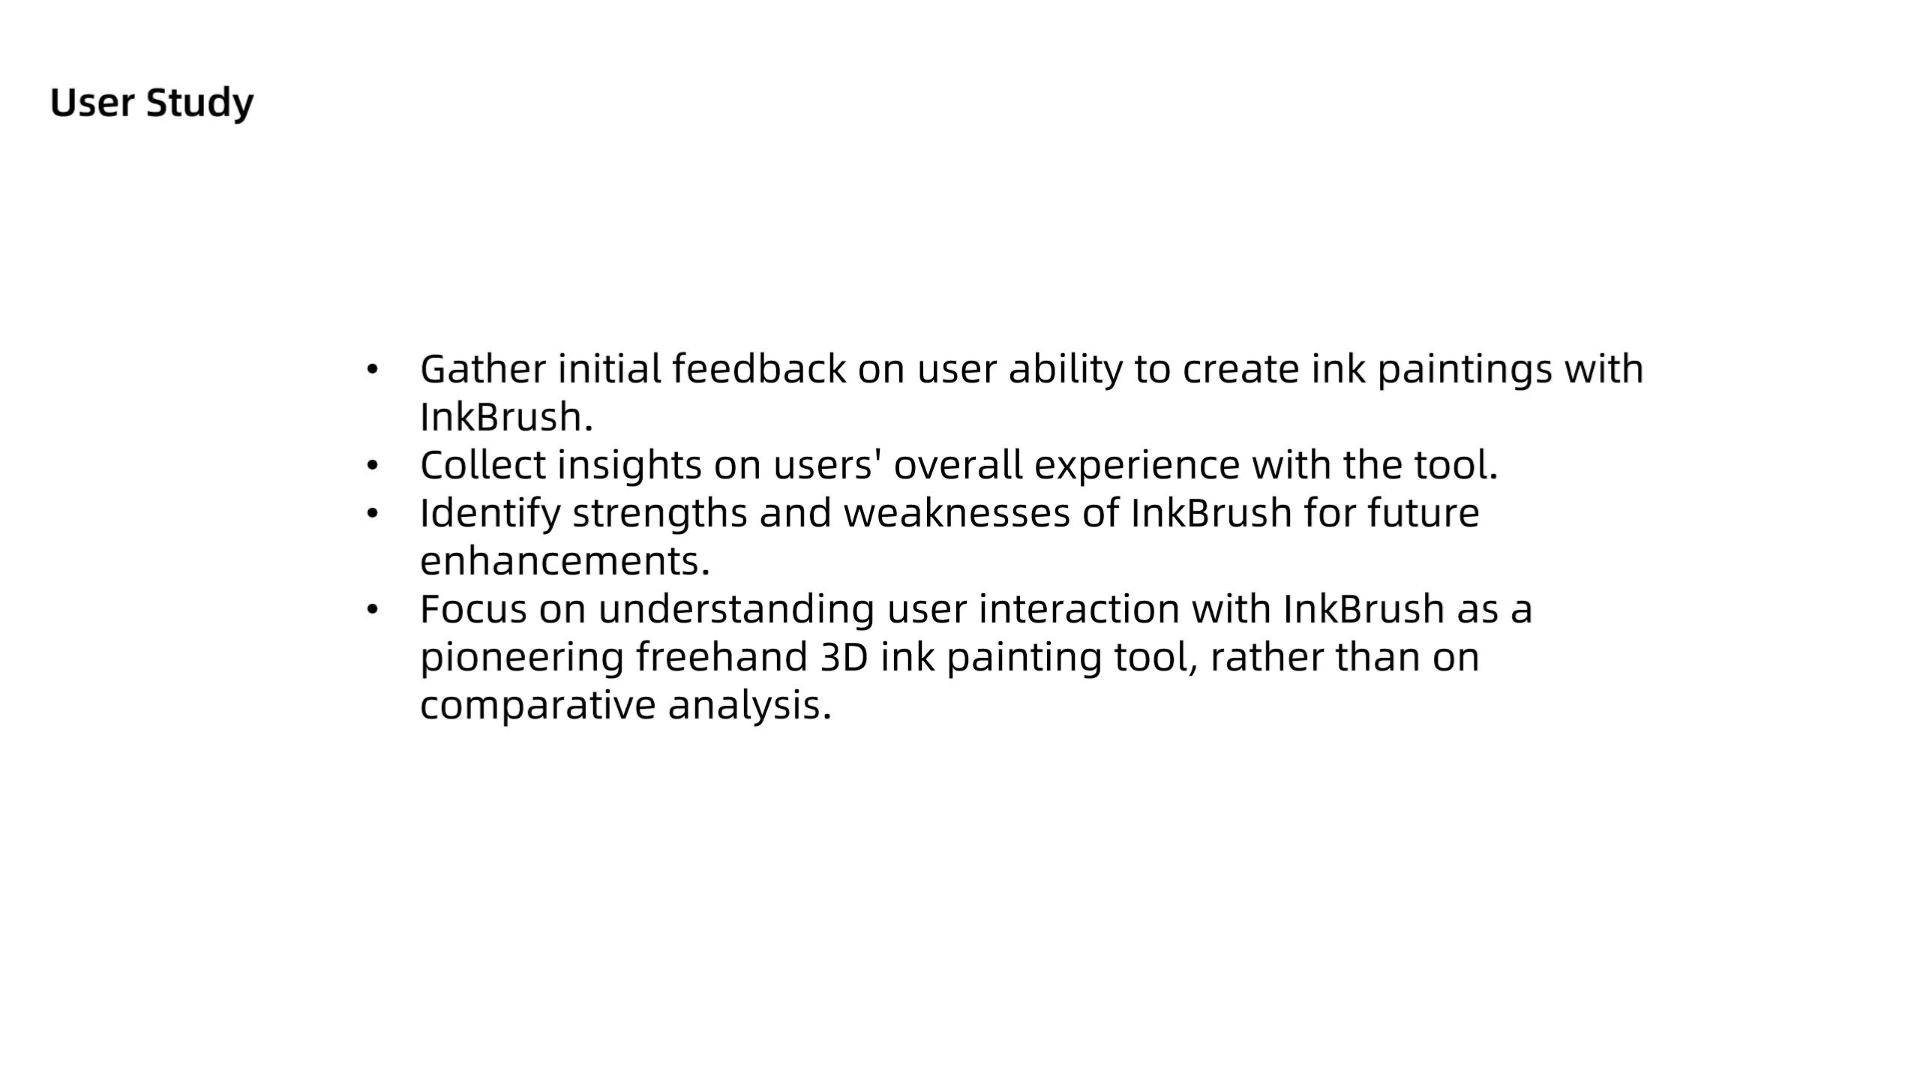 User Study
• Gather initial feedback on user ability to create ink paintings with
InkBrush.
• Collect insights on users' overall experience with the tool.
• Identify strengths and weaknesses of InkBrush for future
enhancements.
• Focus on understanding user interaction with InkBrush as a
pioneering freehand 3D ink painting tool, rather than on
comparative analysis.